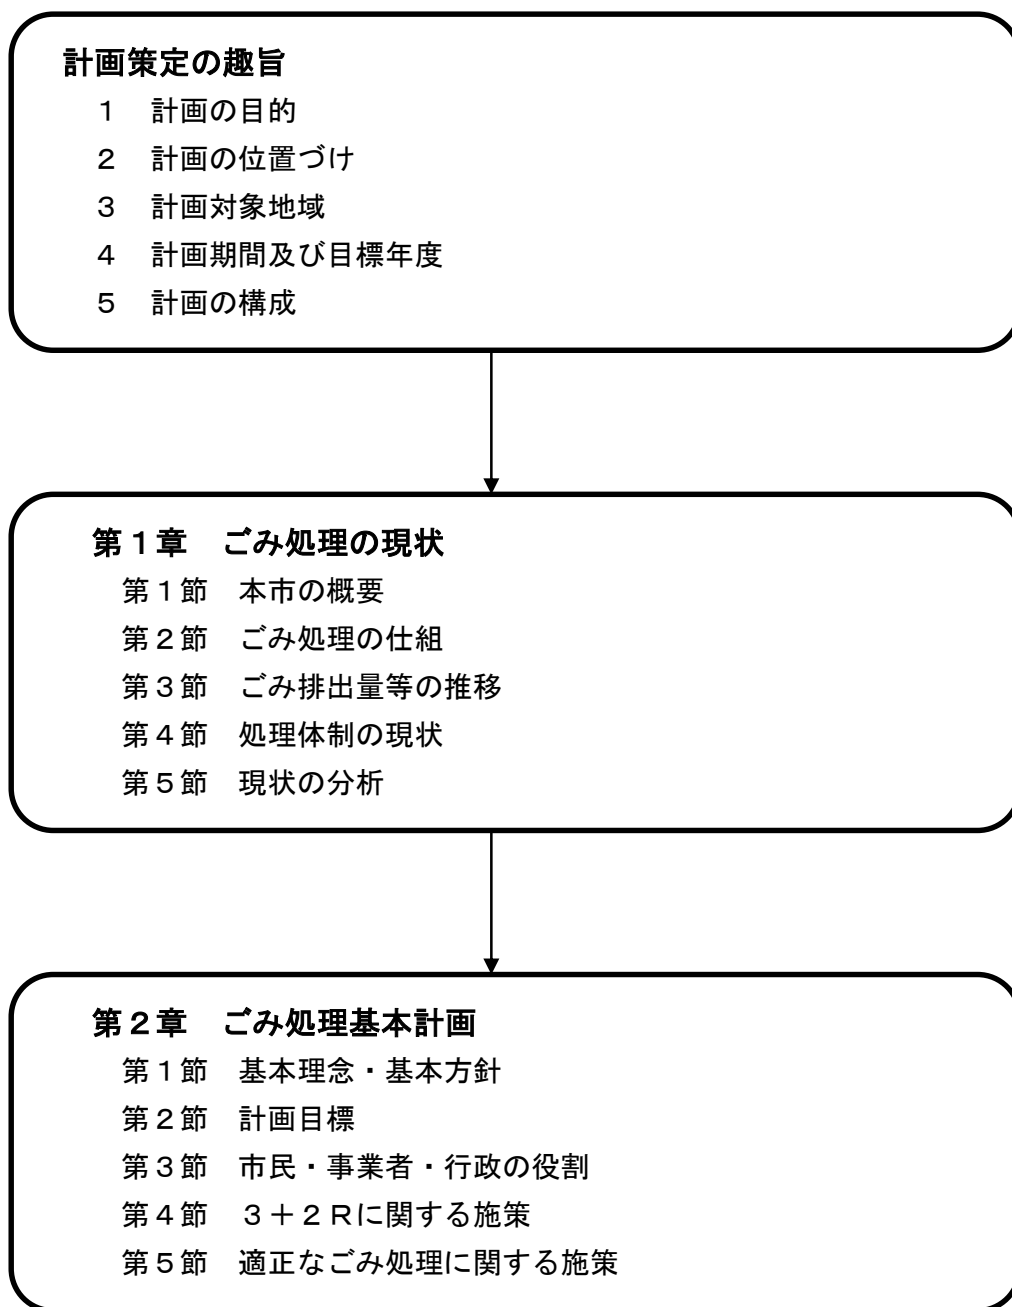 計画策定の趣旨
１　計画の目的
２　計画の位置づけ
３　計画対象地域
４　計画期間及び目標年度
５　計画の構成
第１章　ごみ処理の現状
第１節　本市の概要
第２節　ごみ処理の仕組
第３節　ごみ排出量等の推移
第４節　処理体制の現状
第５節　現状の分析
第２章　ごみ処理基本計画
第１節　基本理念・基本方針
第２節　計画目標
第３節　市民・事業者・行政の役割
第４節　３＋２Ｒに関する施策
第５節　適正なごみ処理に関する施策